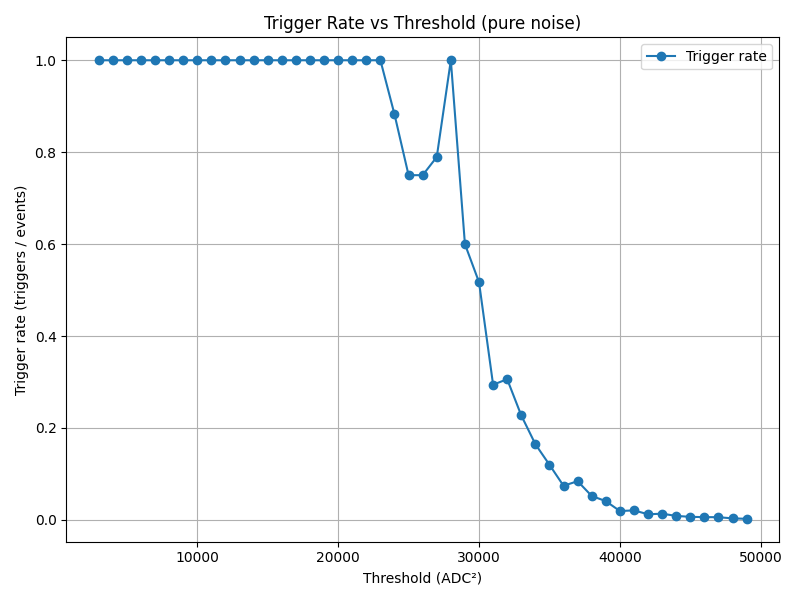 Trigger Rate vs Threshold (pure noise)
Trigger rate
Trigger rate (triggers / events)
1.0
0.8
0.6
0.4
0.2
0.0
10000 20000 30000 40000 50000
Threshold (ADC²)